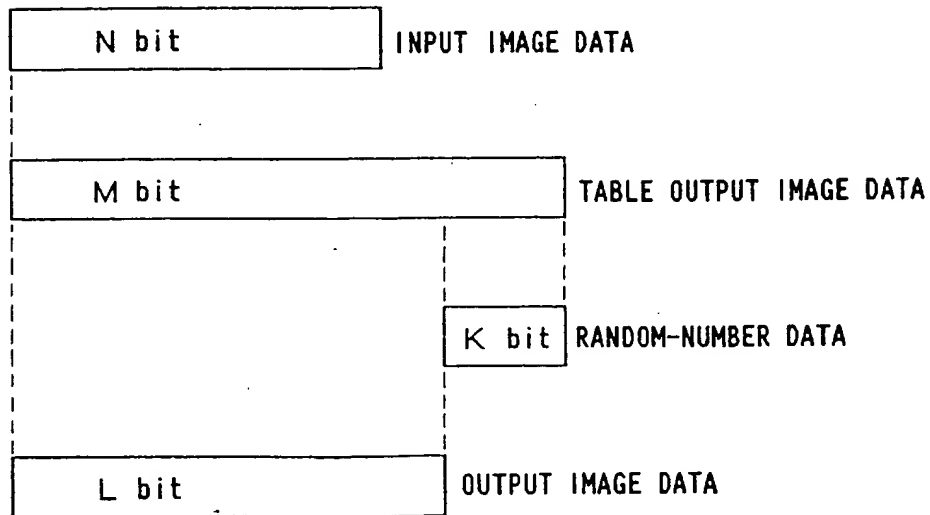 N bit INPUT IMAGE DATA
M bit TABLE OUTPUT IMAGE DATA
K bit RANDOM-NUMBER DATA
L bit OUTPUT IMAGE DATA